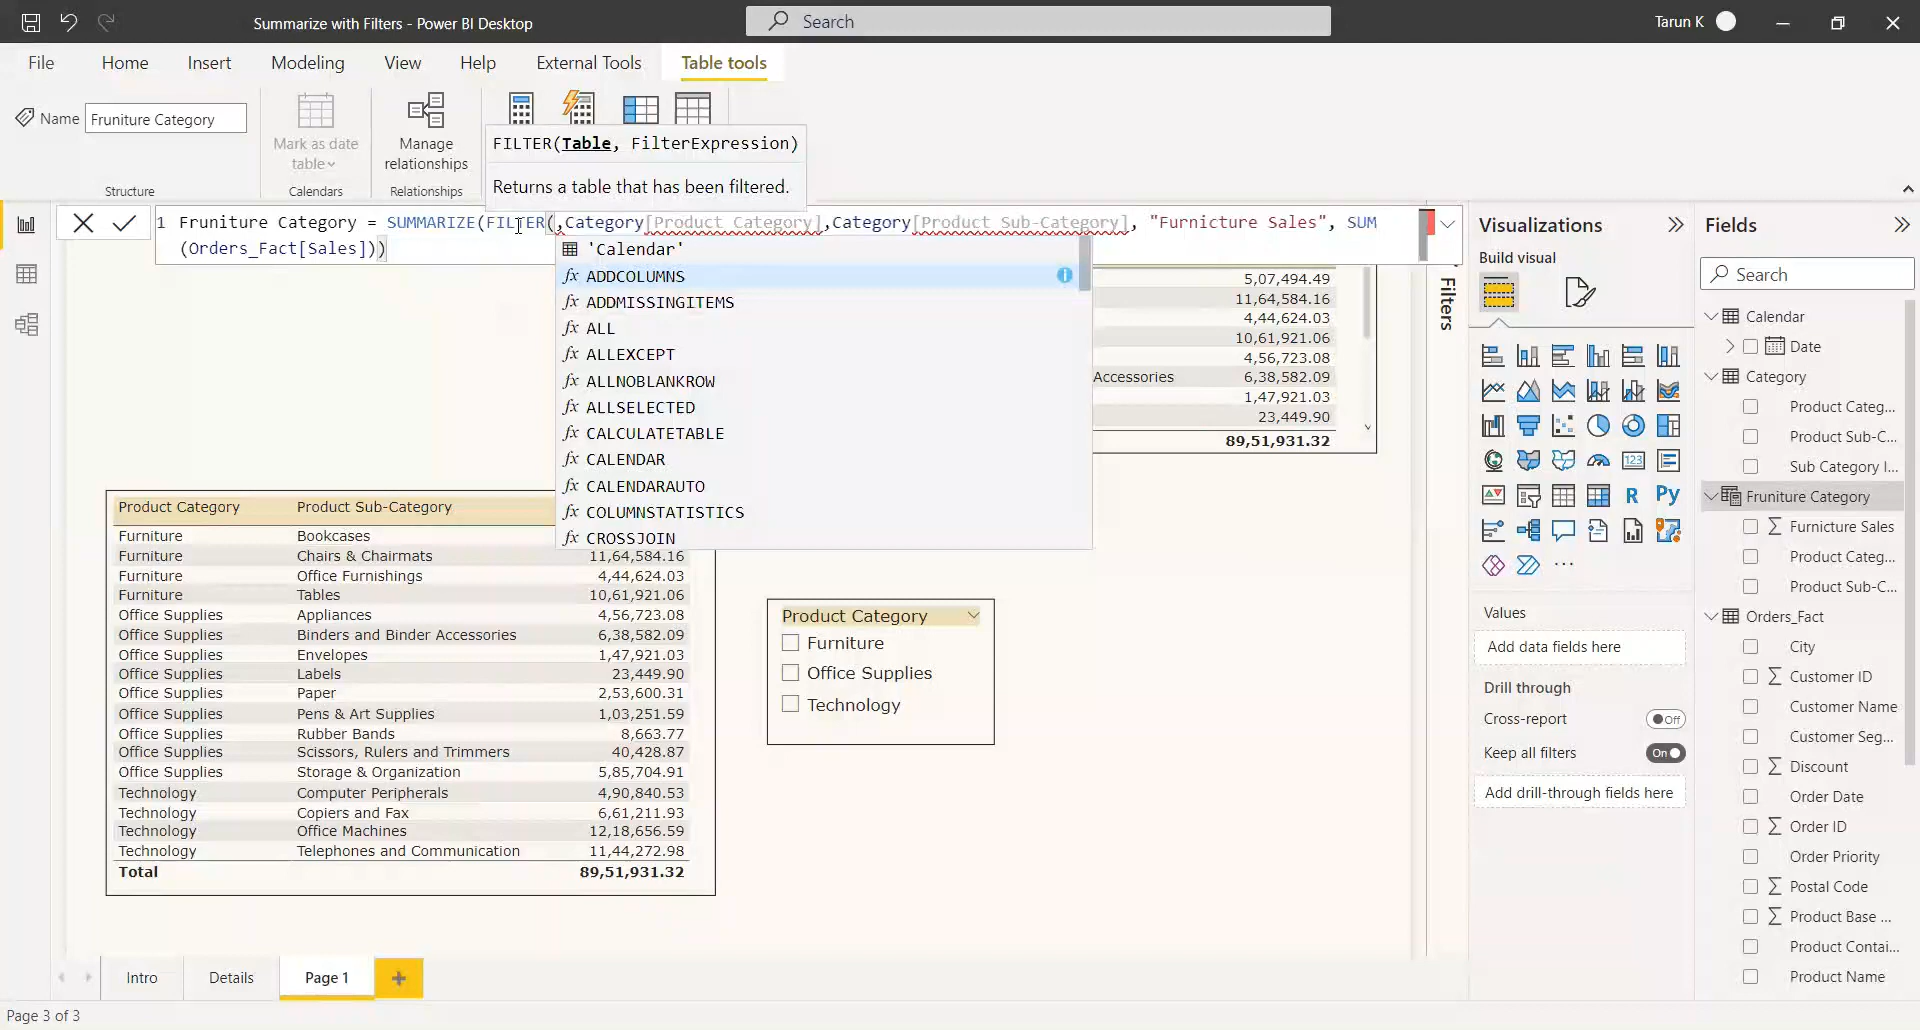 Summarize with Filters - Power BI Desktop
Search
Tarun K
File Home Insert Modeling View Help External Tools Table tools
Name Fruniture Category
Mark as date table
Manage relationships
Structure Calendars Relationships
FILTER(Table, FilterExpression)
Returns a table that has been filtered.
1 Fruniture Category = SUMMARIZE(FILTER(,Category[Product Category],Category[Product Sub-Category], "Furnicture Sales", SUM
(Orders_Fact[Sales]))
'Calendar'
fx ADDCOLUMNS
fx ADDMISSINGITEMS
fx ALL
fx ALLEXCEPT
fx ALLNOBLANKROW
fx ALLSELECTED
fx CALCULATETABLE
fx CALENDAR
fx CALENDARAUTO
fx COLUMNSTATISTICS
fx CROSSJOIN
5,07,494.49
11,64,584.16
4,44,624.03
10,61,921.06
4,56,723.08
Accessories 6,38,582.09
1,47,921.03
23,449.90
89,51,931.32
Product Category Product Sub-Category
Furniture Bookcases
Furniture Chairs & Chairmats 11,64,584.16
Furniture Office Furnishings 4,44,624.03
Furniture Tables 10,61,921.06
Office Supplies Appliances 4,56,723.08
Office Supplies Binders and Binder Accessories 6,38,582.09
Office Supplies Envelopes 1,47,921.03
Office Supplies Labels 23,449.90
Office Supplies Paper 2,53,600.31
Office Supplies Pens & Art Supplies 1,03,251.59
Office Supplies Rubber Bands 8,663.77
Office Supplies Scissors, Rulers and Trimmers 40,428.87
Office Supplies Storage & Organization 5,85,704.91
Technology Computer Peripherals 4,90,840.53
Technology Copiers and Fax 6,61,211.93
Technology Office Machines 12,18,656.59
Technology Telephones and Communication 11,44,272.98
Total 89,51,931.32
Product Category
Furniture
Office Supplies
Technology
Filters
Visualizations
Build visual
123
R Py
...
Values
Add data fields here
Drill through
Cross-report Off
Keep all filters On
Add drill-through fields here
Fields
Search
Calendar
Date
Category
Product Categ...
Product Sub-C...
Sub Category I...
Fruniture Category
Furnicture Sales
Product Categ...
Product Sub-C...
Orders_Fact
City
Customer ID
Customer Name
Customer Seg...
Discount
Order Date
Order ID
Order Priority
Postal Code
Product Base ...
Product Contai...
Product Name
Intro Details Page 1 +
Page 3 of 3